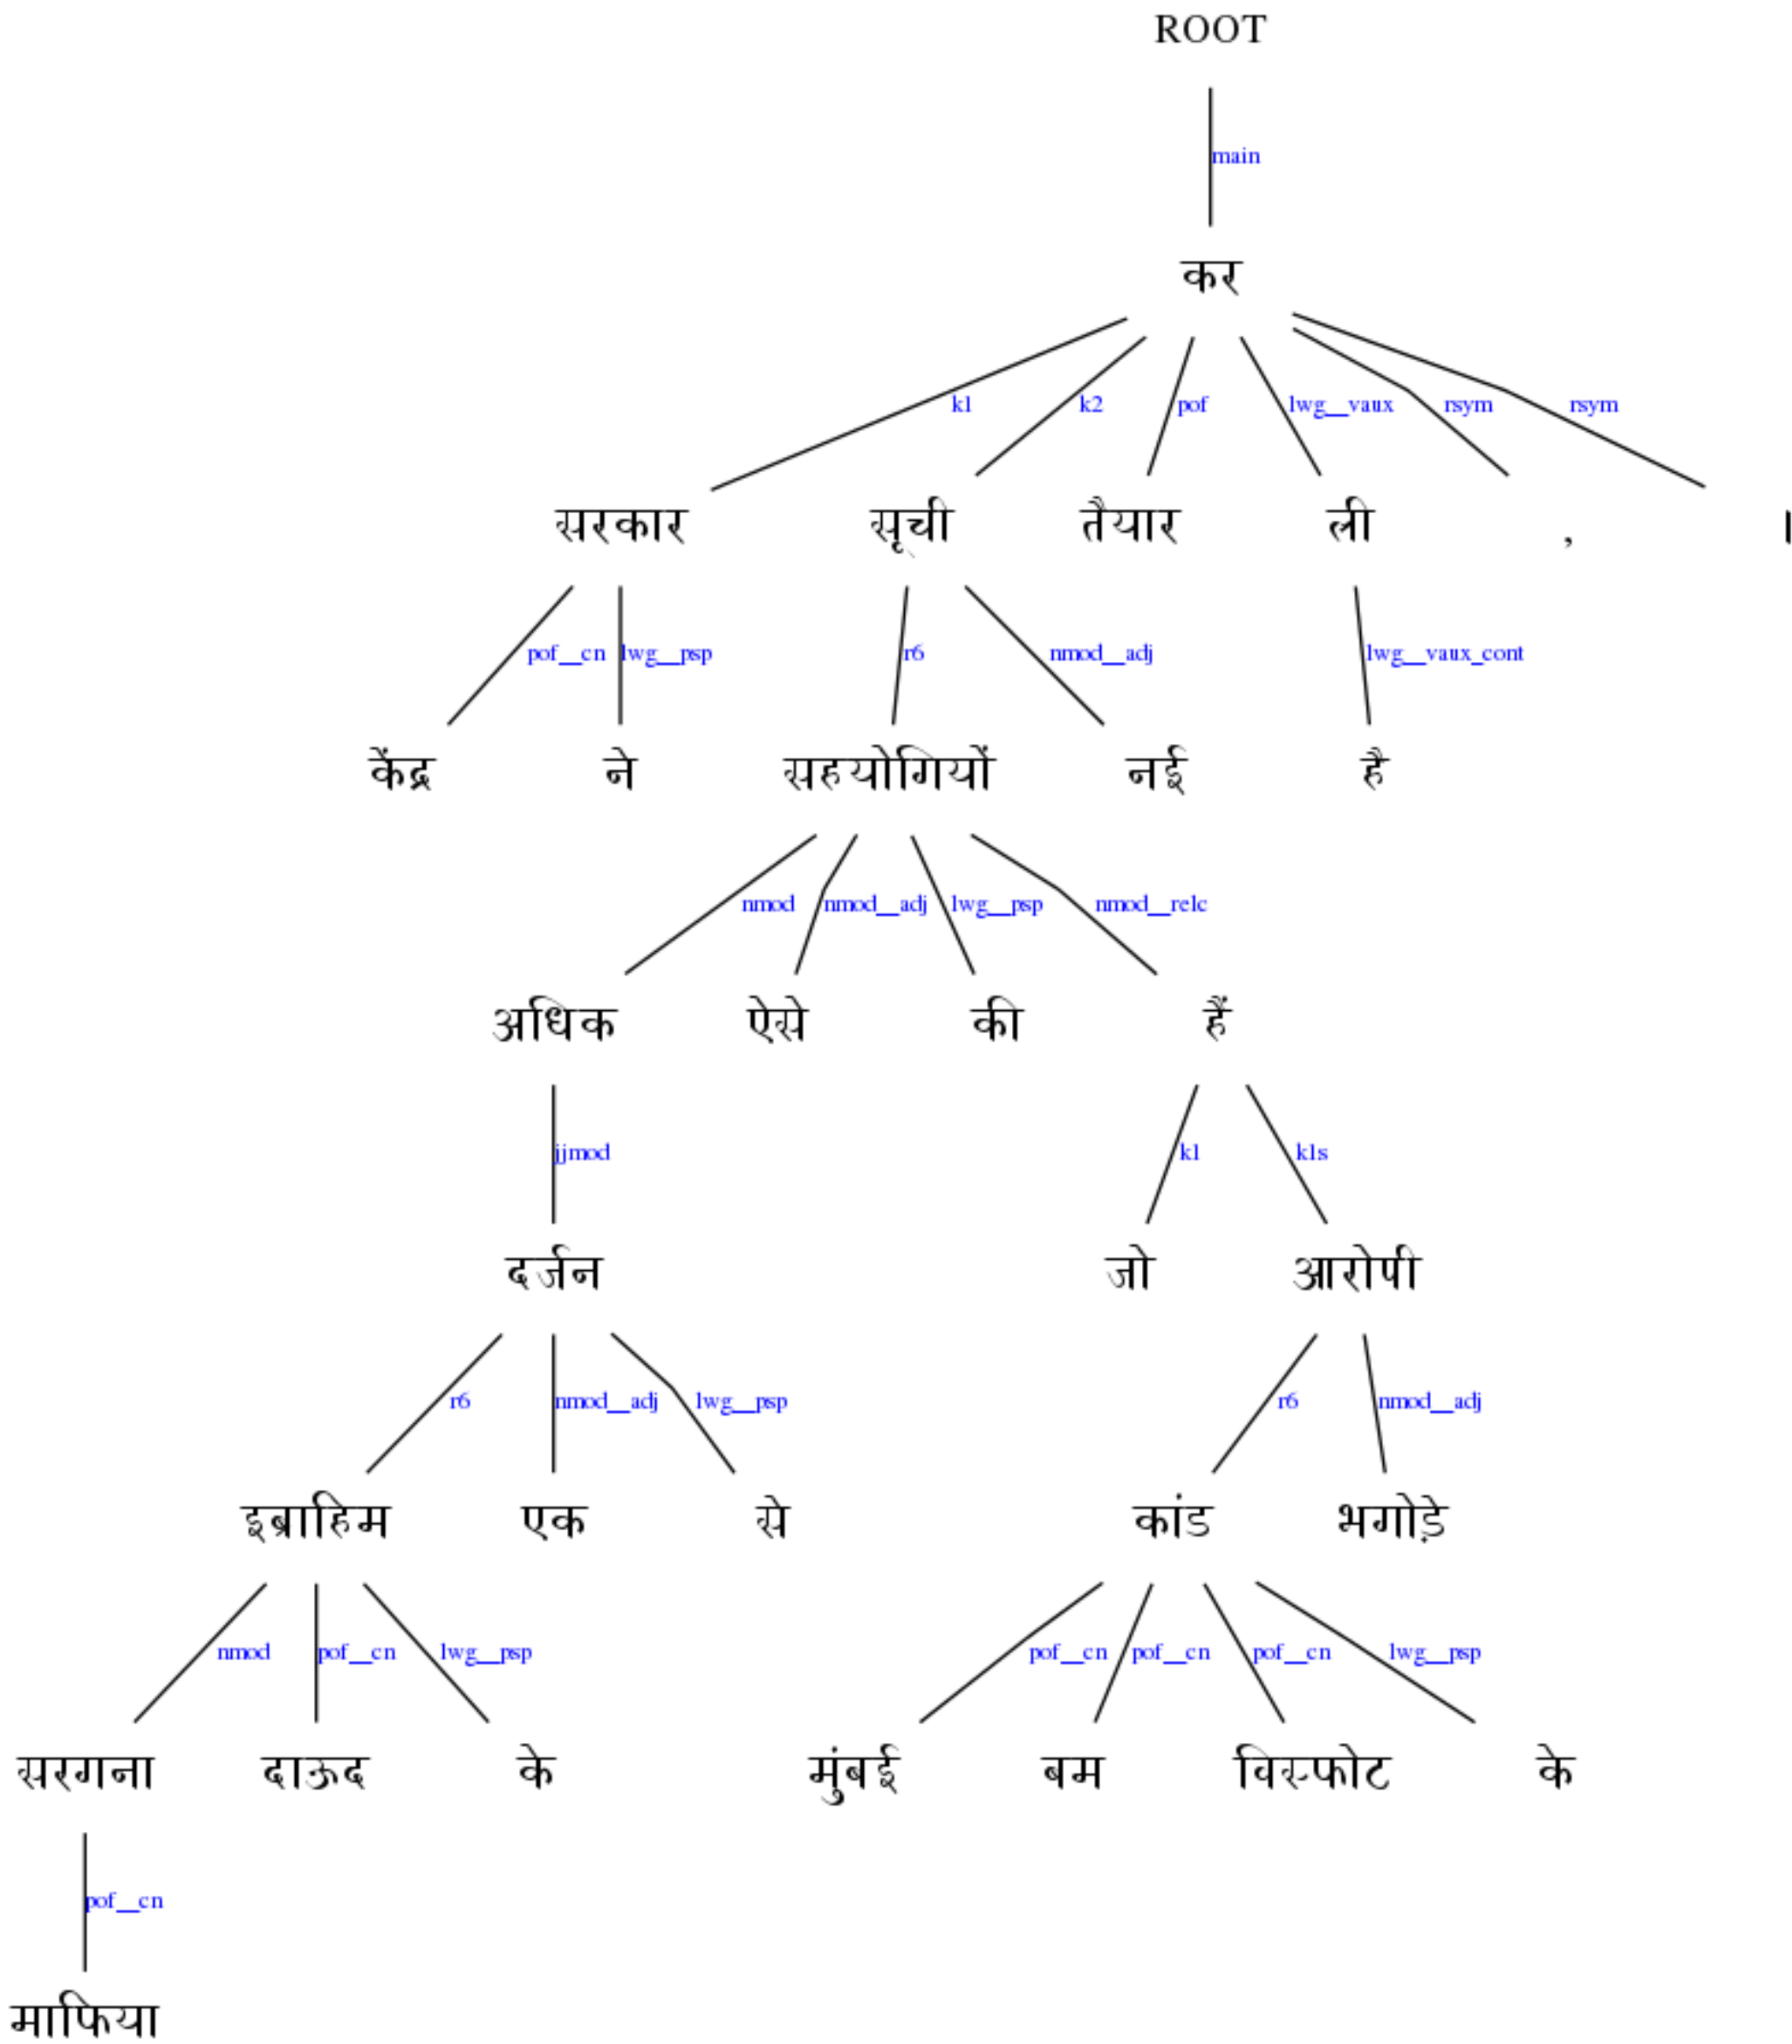 ROOT
main
कर
k1 k2 pof lwg__vaux rsym rsym
सरकार सूची तैयार ली , ।
pof__cn lwg__psp r6 nmod__adj lwg__vaux_cont
केंद्र ने सहयोगियों नई है
nmod nmod__adj lwg__psp nmod__relc
अधिक ऐसे की हैं
jjmod k1 k1s
दर्जन जो आरोपी
r6 nmod__adj lwg__psp r6 nmod__adj
इब्राहिम एक से कांड भगोड़े
nmod pof__cn lwg__psp pof__cn pof__cn pof__cn lwg__psp
सरगना दाऊद के मुंबई बम विस्फोट के
pof__cn
माफिया